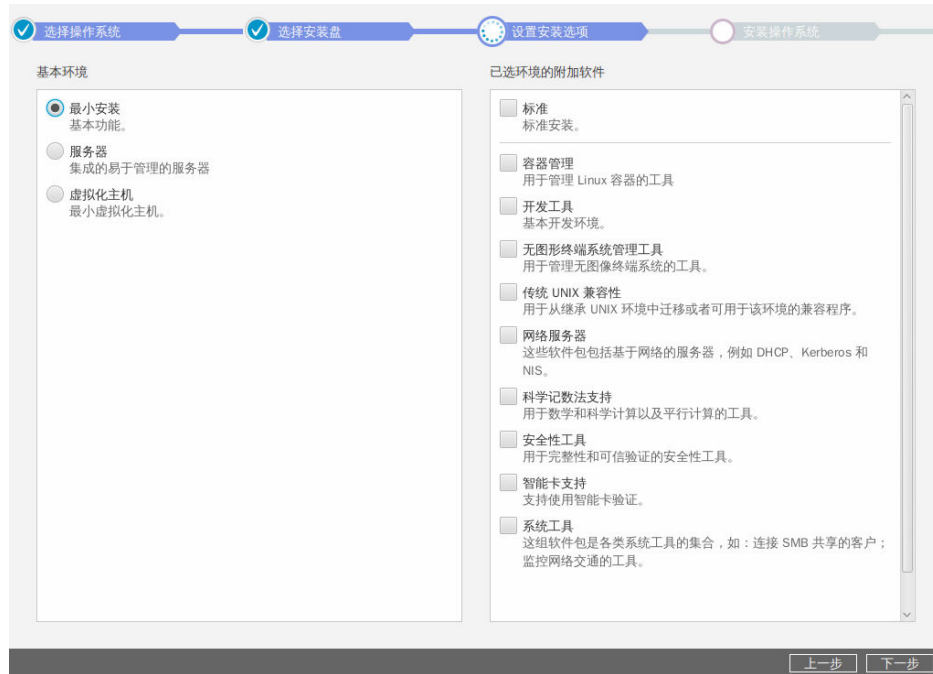 选择操作系统
选择安装盘
设置安装选项
安装操作系统
基本环境
最小安装
基本功能。
服务器
集成的易于管理的服务器
虚拟化主机
最小虚拟化主机。
已选环境的附加软件
标准
标准安装。
容器管理
用于管理 Linux 容器的工具
开发工具
基本开发环境。
无图形终端系统管理工具
用于管理无图像终端系统的工具。
传统 UNIX 兼容性
用于从继承 UNIX 环境中迁移或者可用于该环境的兼容程序。
网络服务器
这些软件包包括基于网络的服务器，例如 DHCP、Kerberos 和
NIS。
科学记数法支持
用于数学和科学计算以及平行计算的工具。
安全性工具
用于完整性和可信验证的安全性工具。
智能卡支持
支持使用智能卡验证。
系统工具
这组软件包是各类系统工具的集合，如：连接 SMB 共享的客户；
监控网络交通的工具。
上一步
下一步